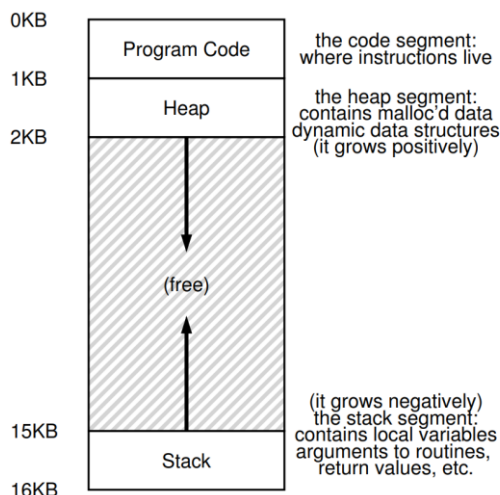 0KB
Program Code
the code segment:
where instructions live
1KB
Heap
the heap segment:
contains malloc'd data
dynamic data structures
(it grows positively)
2KB
(free)
(it grows negatively)
the stack segment:
contains local variables
arguments to routines,
return values, etc.
15KB
Stack
16KB